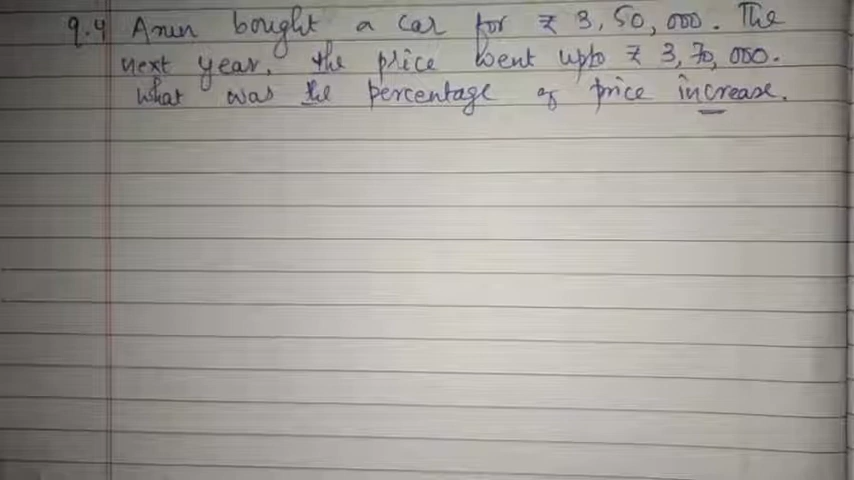 Q.4 Arun bought a car for ₹ 3,50,000. The
next year, the price went upto ₹ 3,70,000.
What was the percentage of price increase.